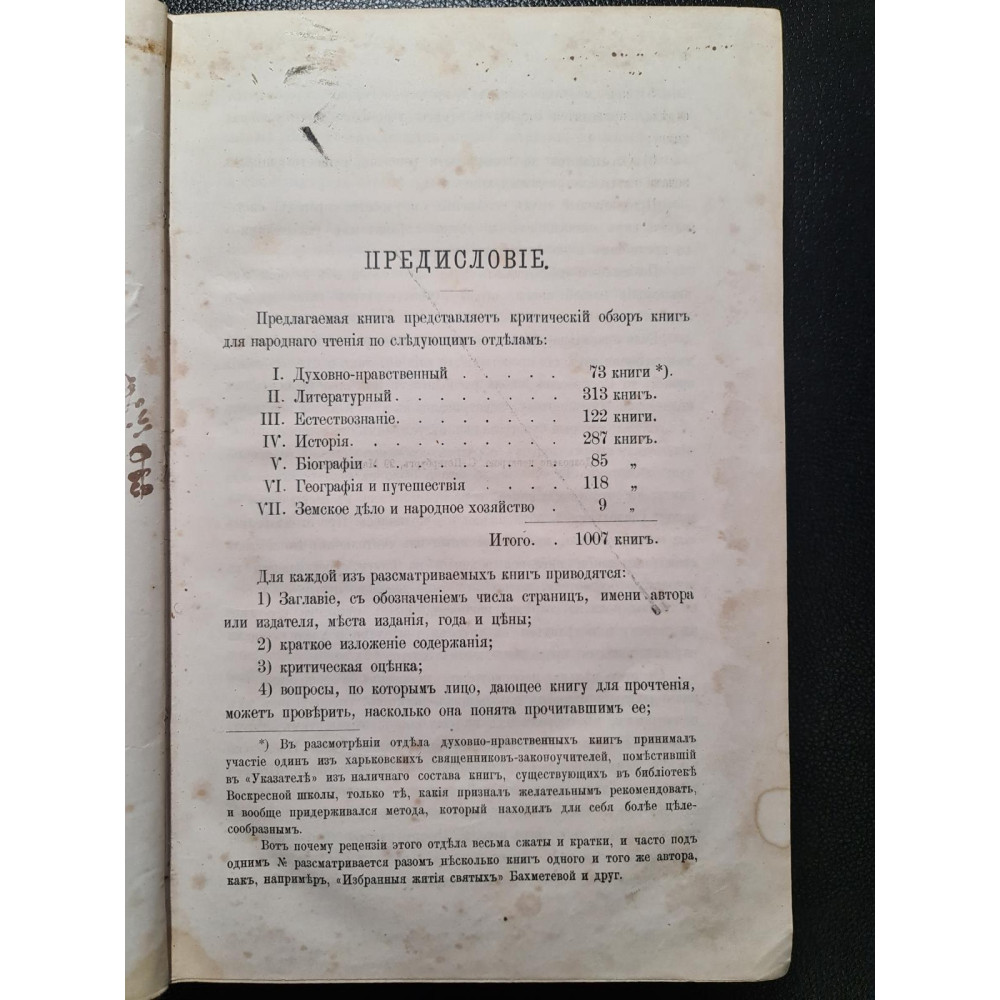 ПРЕДИСЛОВІЕ.
Предлагаемая книга представляетъ критическій обзоръ книгъ
для народнаго чтенія по слѣдующимъ отдѣламъ:
I. Духовно-нравственный . . . . . 73 книги *).
II. Литературный . . . . . . . . 313 книгъ.
III. Естествознаніе. . . . . . . . 122 книги.
IV. Исторія. . . . . . . . . . 287 книгъ.
V. Біографіи . . . . . . . . . 85 „
VI. Географія и путешествія . . . . 118 „
VII. Земское дѣло и народное хозяйство . 9 „
Итого. . 1007 книгъ.
Для каждой изъ разсматриваемыхъ книгъ приводятся:
1) Заглавіе, съ обозначеніемъ числа страницъ, имени автора
или издателя, мѣста изданія, года и цѣны;
2) краткое изложеніе содержанія;
3) критическая оцѣнка;
4) вопросы, по которымъ лицо, дающее книгу для прочтенія,
можетъ провѣрить, насколько она понята прочитавшимъ ее;
*) Въ разсмотрѣніи отдѣла духовно-нравственныхъ книгъ принималъ
участіе одинъ изъ харьковскихъ священниковъ-законоучителей, помѣстившій
въ «Указателѣ» изъ наличнаго состава книгъ, существующихъ въ библіотекѣ
Воскресной школы, только тѣ, какія призналъ желательнымъ рекомендовать,
и вообще придерживался метода, который находилъ для себя болѣе цѣле-
сообразнымъ.
Вотъ почему рецензіи этого отдѣла весьма сжаты и кратки, и часто подъ
однимъ № разсматривается разомъ нѣсколько книгъ одного и того же автора,
какъ, напримѣръ, «Избранныя житія святыхъ» Бахметевой и друг.